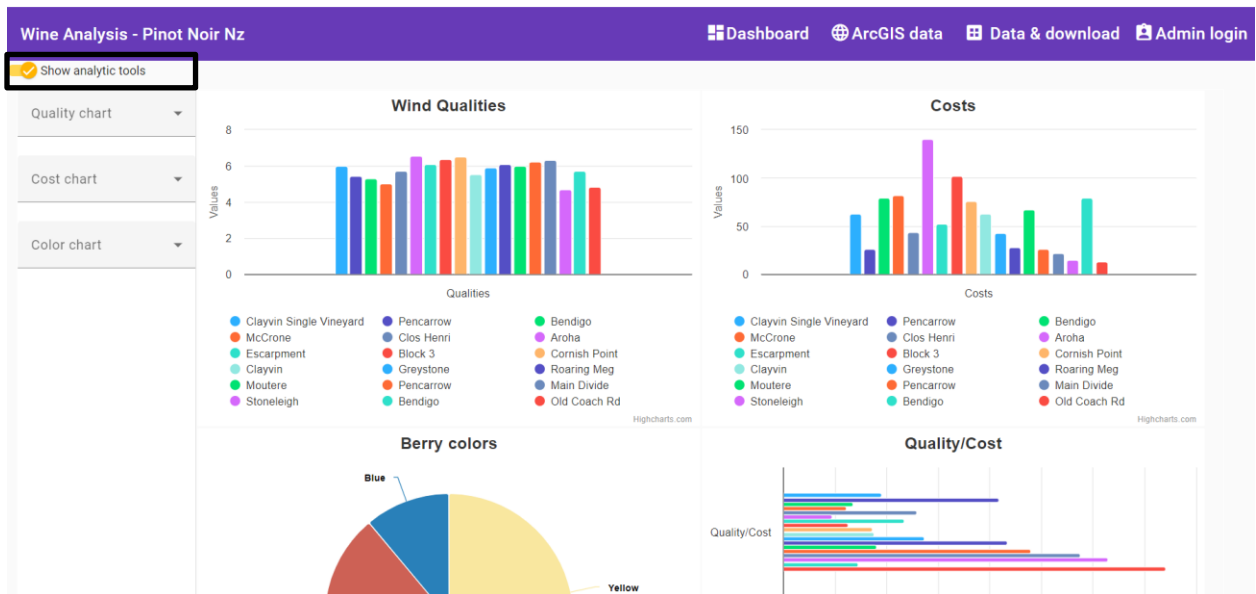 Wine Analysis - Pinot Noir Nz
Dashboard ArcGIS data Data & download Admin login
Show analytic tools
Quality chart
Cost chart
Color chart
Wind Qualities
Values
8
6
4
2
0
Qualities
Clayvin Single Vineyard Pencarrow Bendigo
McCrone Clos Henri Aroha
Escarpment Block 3 Cornish Point
Clayvin Greystone Roaring Meg
Moutere Pencarrow Main Divide
Stoneleigh Bendigo Old Coach Rd
Highcharts.com
Costs
Values
150
100
50
0
Costs
Clayvin Single Vineyard Pencarrow Bendigo
McCrone Clos Henri Aroha
Escarpment Block 3 Cornish Point
Clayvin Greystone Roaring Meg
Moutere Pencarrow Main Divide
Stoneleigh Bendigo Old Coach Rd
Highcharts.com
Berry colors
Blue
Yellow
Quality/Cost
Quality/Cost